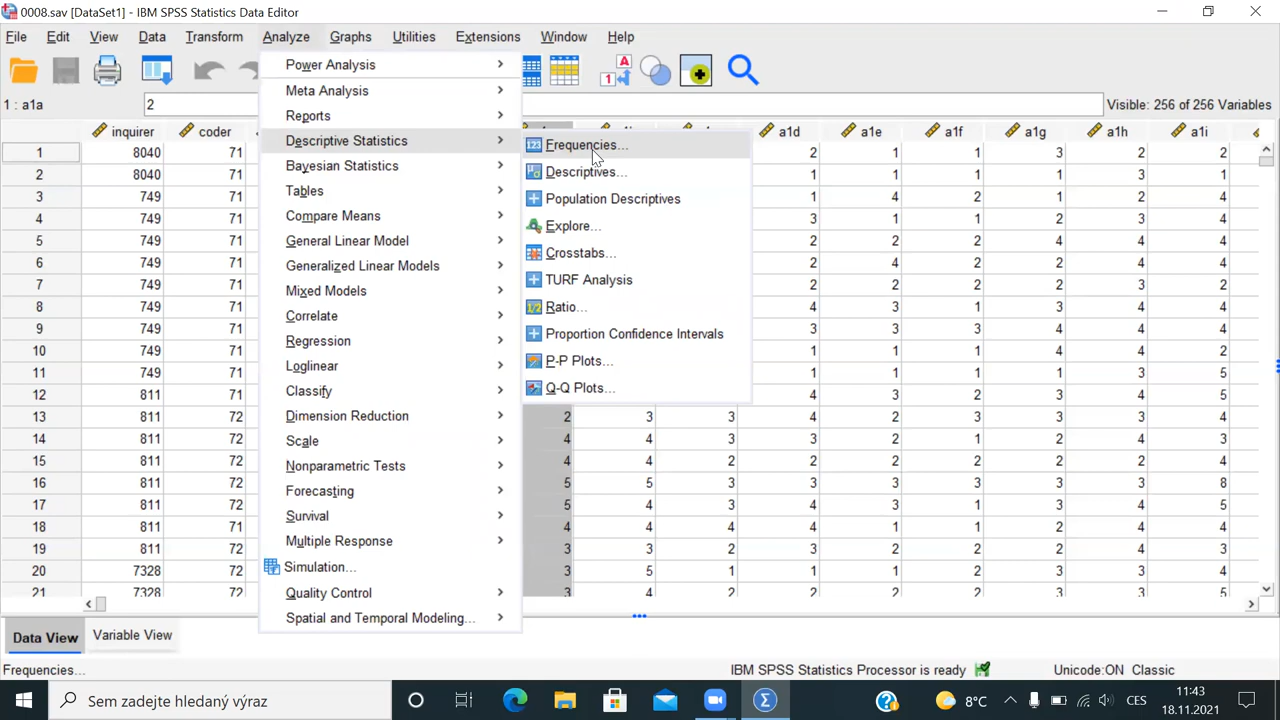 0008.sav [DataSet1] - IBM SPSS Statistics Data Editor
File Edit View Data Transform Analyze Graphs Utilities Extensions Window Help
1 : a1a 2 Visible: 256 of 256 Variables
inquirer coder a1d a1e a1f a1g a1h a1i
1 8040 71 2 1 1 3 2 2
2 8040 71 1 1 1 1 3 1
3 749 71 1 4 2 1 2 4
4 749 71 3 1 1 2 3 4
5 749 71 2 2 2 4 4 4
6 749 71 2 4 2 2 4 4
7 749 71 2 2 2 2 3 2
8 749 71 4 3 1 3 4 4
9 749 71 3 3 3 4 4 4
10 749 71 1 1 1 4 4 2
11 749 71 1 1 1 1 3 5
12 811 72 4 3 1 3 4 5
13 811 72 2 3 3 4 2 3 2 4 3
14 811 72 4 4 3 3 2 1 2 4 3
15 811 72 4 4 2 2 2 2 2 2 4
16 811 72 5 5 3 3 3 3 3 3 8
17 811 72 5 4 3 4 3 1 3 4 5
18 811 71 4 4 4 4 1 1 2 4 4
19 811 72 3 3 2 3 2 2 2 4 3
20 7328 72 3 5 1 1 1 2 3 3 4
21 7328 72 3 4 2 1 2 2 3 3 5
Power Analysis
Meta Analysis
Reports
Descriptive Statistics
Bayesian Statistics
Tables
Compare Means
General Linear Model
Generalized Linear Models
Mixed Models
Correlate
Regression
Loglinear
Classify
Dimension Reduction
Scale
Nonparametric Tests
Forecasting
Survival
Multiple Response
Simulation...
Quality Control
Spatial and Temporal Modeling...
Frequencies...
Descriptives...
Population Descriptives
Explore...
Crosstabs...
TURF Analysis
Ratio...
Proportion Confidence Intervals
P-P Plots...
Q-Q Plots...
Data View Variable View
Frequencies... IBM SPSS Statistics Processor is ready Unicode:ON Classic
Sem zadejte hledaný výraz 8°C CES 11:43
18.11.2021